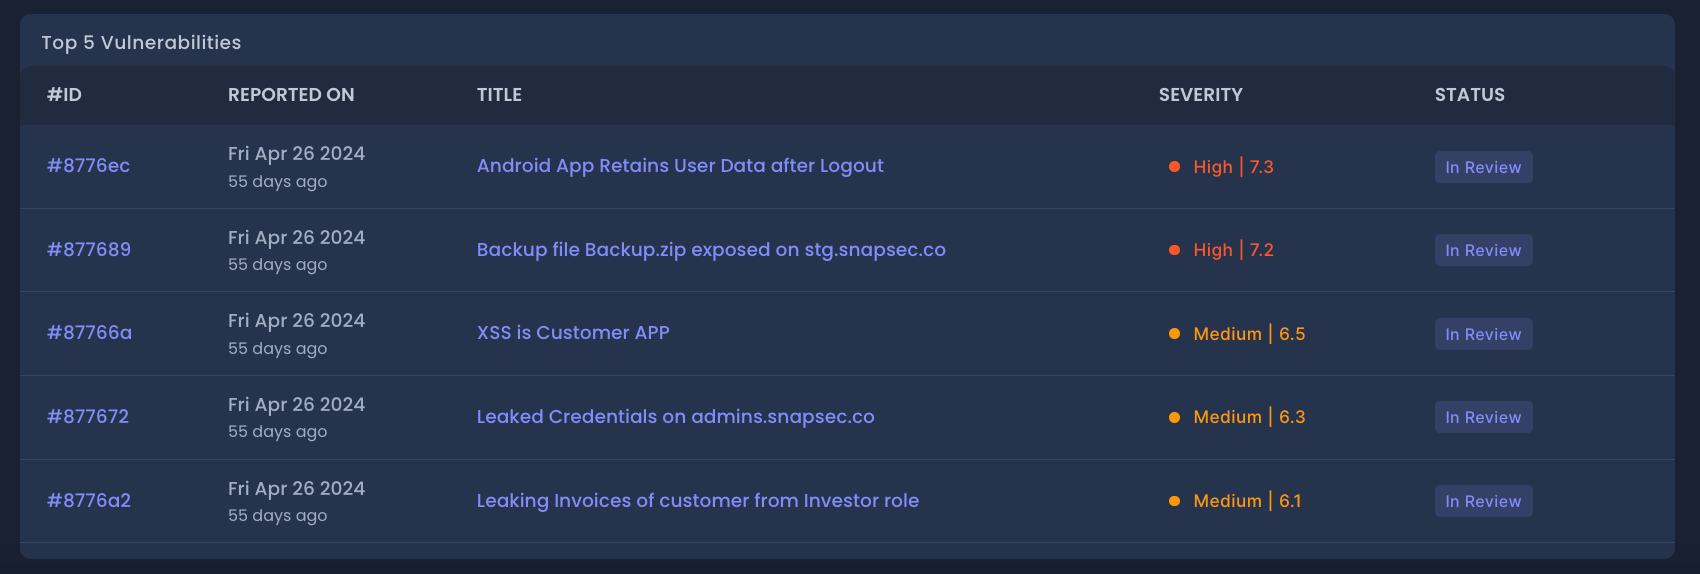 Top 5 Vulnerabilities
#ID REPORTED ON TITLE SEVERITY STATUS
#8776ec Fri Apr 26 2024 Android App Retains User Data after Logout High | 7.3 In Review
55 days ago
#877689 Fri Apr 26 2024 Backup file Backup.zip exposed on stg.snapsec.co High | 7.2 In Review
55 days ago
#87766a Fri Apr 26 2024 XSS is Customer APP Medium | 6.5 In Review
55 days ago
#877672 Fri Apr 26 2024 Leaked Credentials on admins.snapsec.co Medium | 6.3 In Review
55 days ago
#8776a2 Fri Apr 26 2024 Leaking Invoices of customer from Investor role Medium | 6.1 In Review
55 days ago